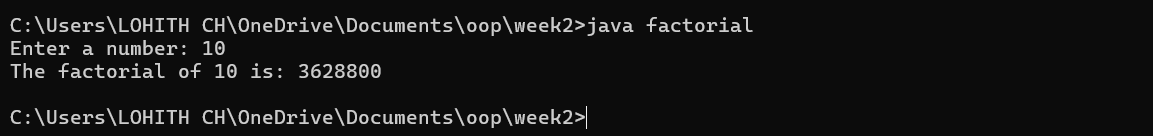 C:\Users\LOHITH CH\OneDrive\Documents\oop\week2>java factorial
Enter a number: 10
The factorial of 10 is: 3628800
C:\Users\LOHITH CH\OneDrive\Documents\oop\week2>